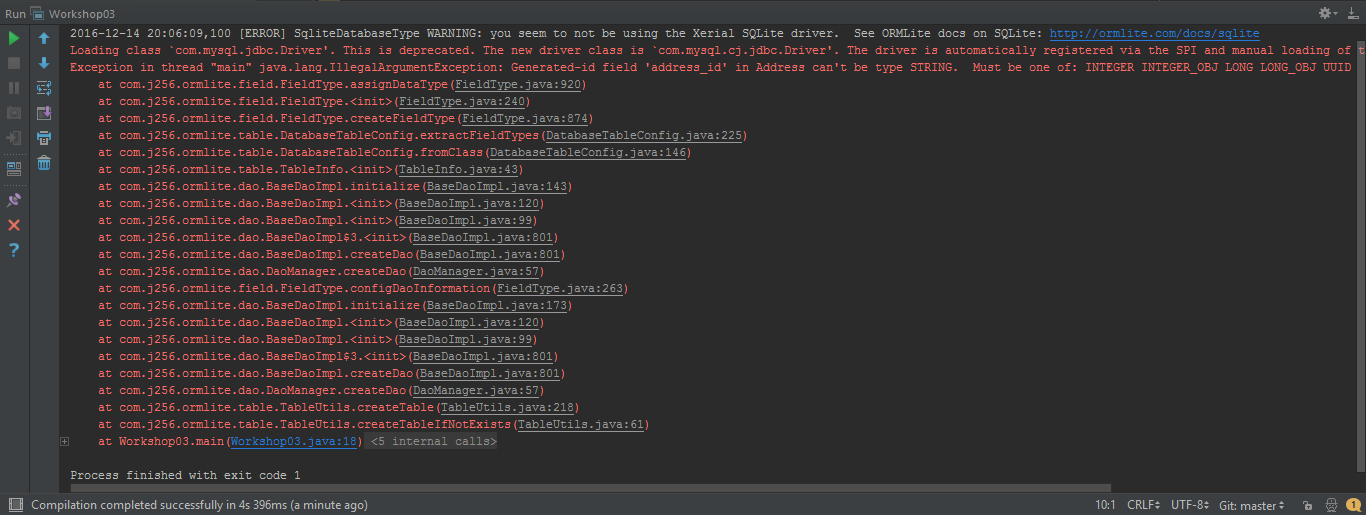 Run Workshop03
2016-12-14 20:06:09,100 [ERROR] SqliteDatabaseType WARNING: you seem to not be using the Xerial SQLite driver.  See ORMLite docs on SQLite: http://ormlite.com/docs/sqlite
Loading class `com.mysql.jdbc.Driver'. This is deprecated. The new driver class is `com.mysql.cj.jdbc.Driver'. The driver is automatically registered via the SPI and manual loading of t
Exception in thread "main" java.lang.IllegalArgumentException: Generated-id field 'address_id' in Address can't be type STRING.  Must be one of: INTEGER INTEGER_OBJ LONG LONG_OBJ UUID
at com.j256.ormlite.field.FieldType.assignDataType(FieldType.java:920)
at com.j256.ormlite.field.FieldType.<init>(FieldType.java:240)
at com.j256.ormlite.field.FieldType.createFieldType(FieldType.java:874)
at com.j256.ormlite.table.DatabaseTableConfig.extractFieldTypes(DatabaseTableConfig.java:225)
at com.j256.ormlite.table.DatabaseTableConfig.fromClass(DatabaseTableConfig.java:146)
at com.j256.ormlite.table.TableInfo.<init>(TableInfo.java:43)
at com.j256.ormlite.dao.BaseDaoImpl.initialize(BaseDaoImpl.java:143)
at com.j256.ormlite.dao.BaseDaoImpl.<init>(BaseDaoImpl.java:120)
at com.j256.ormlite.dao.BaseDaoImpl.<init>(BaseDaoImpl.java:99)
at com.j256.ormlite.dao.BaseDaoImpl$3.<init>(BaseDaoImpl.java:801)
at com.j256.ormlite.dao.BaseDaoImpl.createDao(BaseDaoImpl.java:801)
at com.j256.ormlite.dao.DaoManager.createDao(DaoManager.java:57)
at com.j256.ormlite.field.FieldType.configDaoInformation(FieldType.java:263)
at com.j256.ormlite.dao.BaseDaoImpl.initialize(BaseDaoImpl.java:173)
at com.j256.ormlite.dao.BaseDaoImpl.<init>(BaseDaoImpl.java:120)
at com.j256.ormlite.dao.BaseDaoImpl.<init>(BaseDaoImpl.java:99)
at com.j256.ormlite.dao.BaseDaoImpl$3.<init>(BaseDaoImpl.java:801)
at com.j256.ormlite.dao.BaseDaoImpl.createDao(BaseDaoImpl.java:801)
at com.j256.ormlite.dao.DaoManager.createDao(DaoManager.java:57)
at com.j256.ormlite.table.TableUtils.createTable(TableUtils.java:218)
at com.j256.ormlite.table.TableUtils.createTableIfNotExists(TableUtils.java:61)
at Workshop03.main(Workshop03.java:18) <5 internal calls>
Process finished with exit code 1
Compilation completed successfully in 4s 396ms (a minute ago) 10:1 CRLF UTF-8 Git: master 1